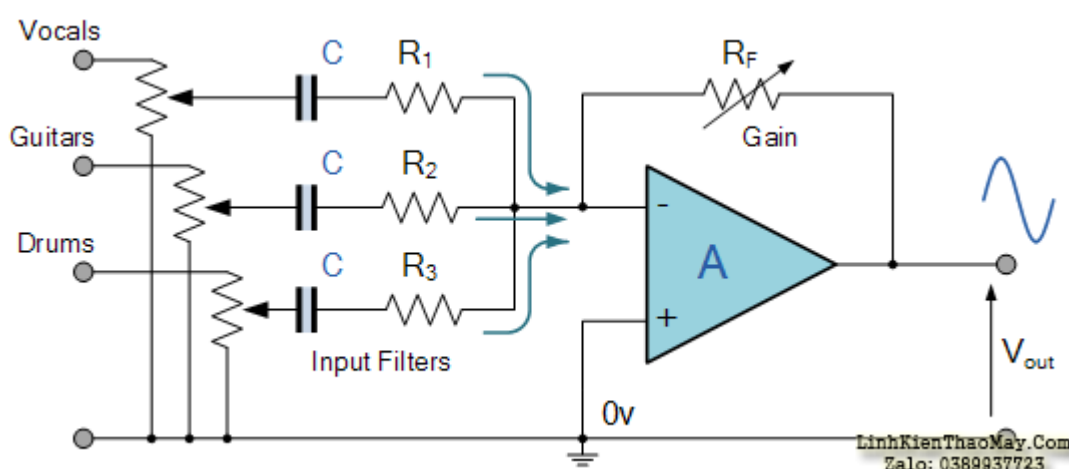 Vocals
C
R1
RF
Gain
Guitars
C
R2
Drums
C
R3
Input Filters
-
A
+
0v
Vout
LinhKienThaoMay.Com
Zalo: 0389937723